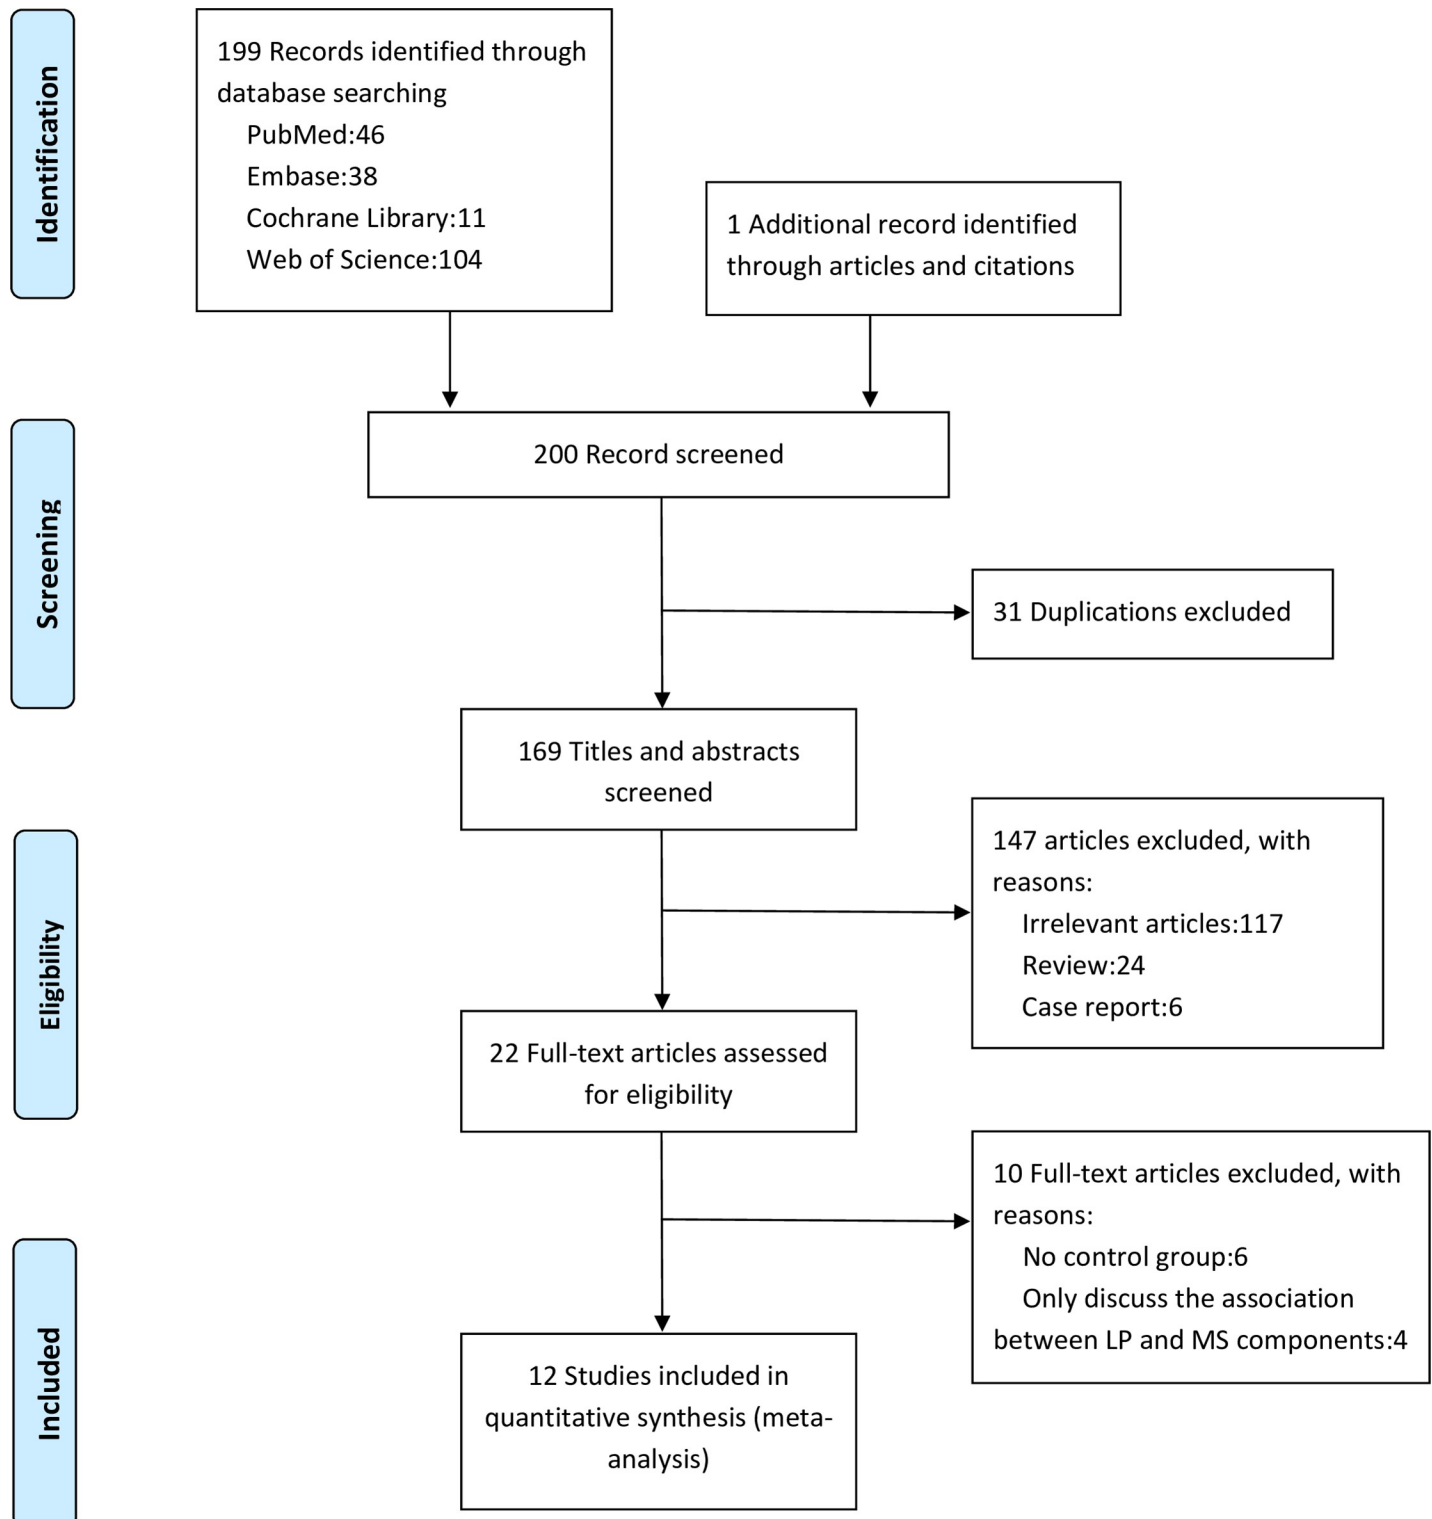 Identification
199 Records identified through
database searching
PubMed:46
Embase:38
Cochrane Library:11
Web of Science:104
1 Additional record identified
through articles and citations
Screening
200 Record screened
31 Duplications excluded
169 Titles and abstracts
screened
Eligibility
147 articles excluded, with
reasons:
Irrelevant articles:117
Review:24
Case report:6
22 Full-text articles assessed
for eligibility
10 Full-text articles excluded, with
reasons:
No control group:6
Only discuss the association
between LP and MS components:4
Included
12 Studies included in
quantitative synthesis (meta-
analysis)